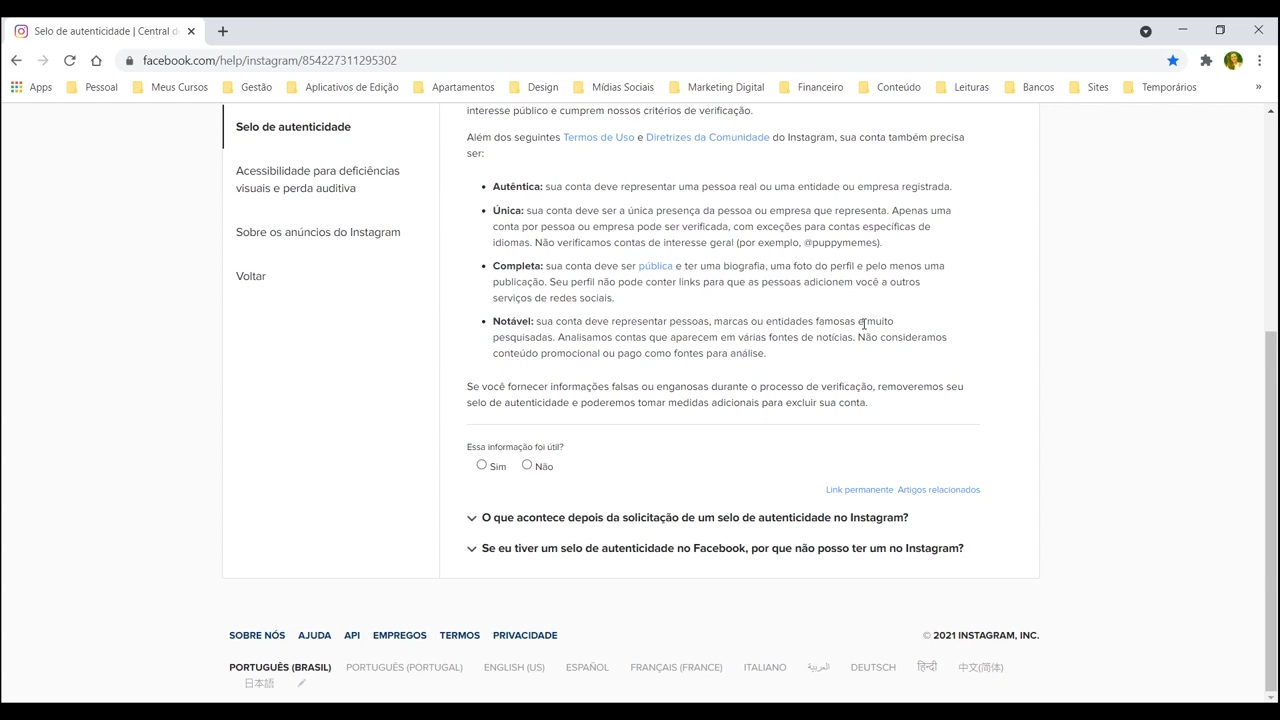 Selo de autenticidade | Central d
facebook.com/help/instagram/854227311295302
Apps Pessoal Meus Cursos Gestão Aplicativos de Edição Apartamentos Design Mídias Sociais Marketing Digital Financeiro Conteúdo Leituras Bancos Sites Temporários »
Selo de autenticidade
Acessibilidade para deficiências
visuais e perda auditiva
Sobre os anúncios do Instagram
Voltar
interesse público e cumprem nossos critérios de verificação.
Além dos seguintes Termos de Uso e Diretrizes da Comunidade do Instagram, sua conta também precisa
ser:
• Autêntica: sua conta deve representar uma pessoa real ou uma entidade ou empresa registrada.
• Única: sua conta deve ser a única presença da pessoa ou empresa que representa. Apenas uma
conta por pessoa ou empresa pode ser verificada, com exceções para contas específicas de
idiomas. Não verificamos contas de interesse geral (por exemplo, @puppymemes).
• Completa: sua conta deve ser pública e ter uma biografia, uma foto do perfil e pelo menos uma
publicação. Seu perfil não pode conter links para que as pessoas adicionem você a outros
serviços de redes sociais.
• Notável: sua conta deve representar pessoas, marcas ou entidades famosas e muito
pesquisadas. Analisamos contas que aparecem em várias fontes de notícias. Não consideramos
conteúdo promocional ou pago como fontes para análise.
Se você fornecer informações falsas ou enganosas durante o processo de verificação, removeremos seu
selo de autenticidade e poderemos tomar medidas adicionais para excluir sua conta.
Essa informação foi útil?
Sim Não
Link permanente Artigos relacionados
O que acontece depois da solicitação de um selo de autenticidade no Instagram?
Se eu tiver um selo de autenticidade no Facebook, por que não posso ter um no Instagram?
SOBRE NÓS AJUDA API EMPREGOS TERMOS PRIVACIDADE © 2021 INSTAGRAM, INC.
PORTUGUÊS (BRASIL) PORTUGUÊS (PORTUGAL) ENGLISH (US) ESPAÑOL FRANÇAIS (FRANCE) ITALIANO العربية DEUTSCH हिन्दी 中文(简体)
日本語